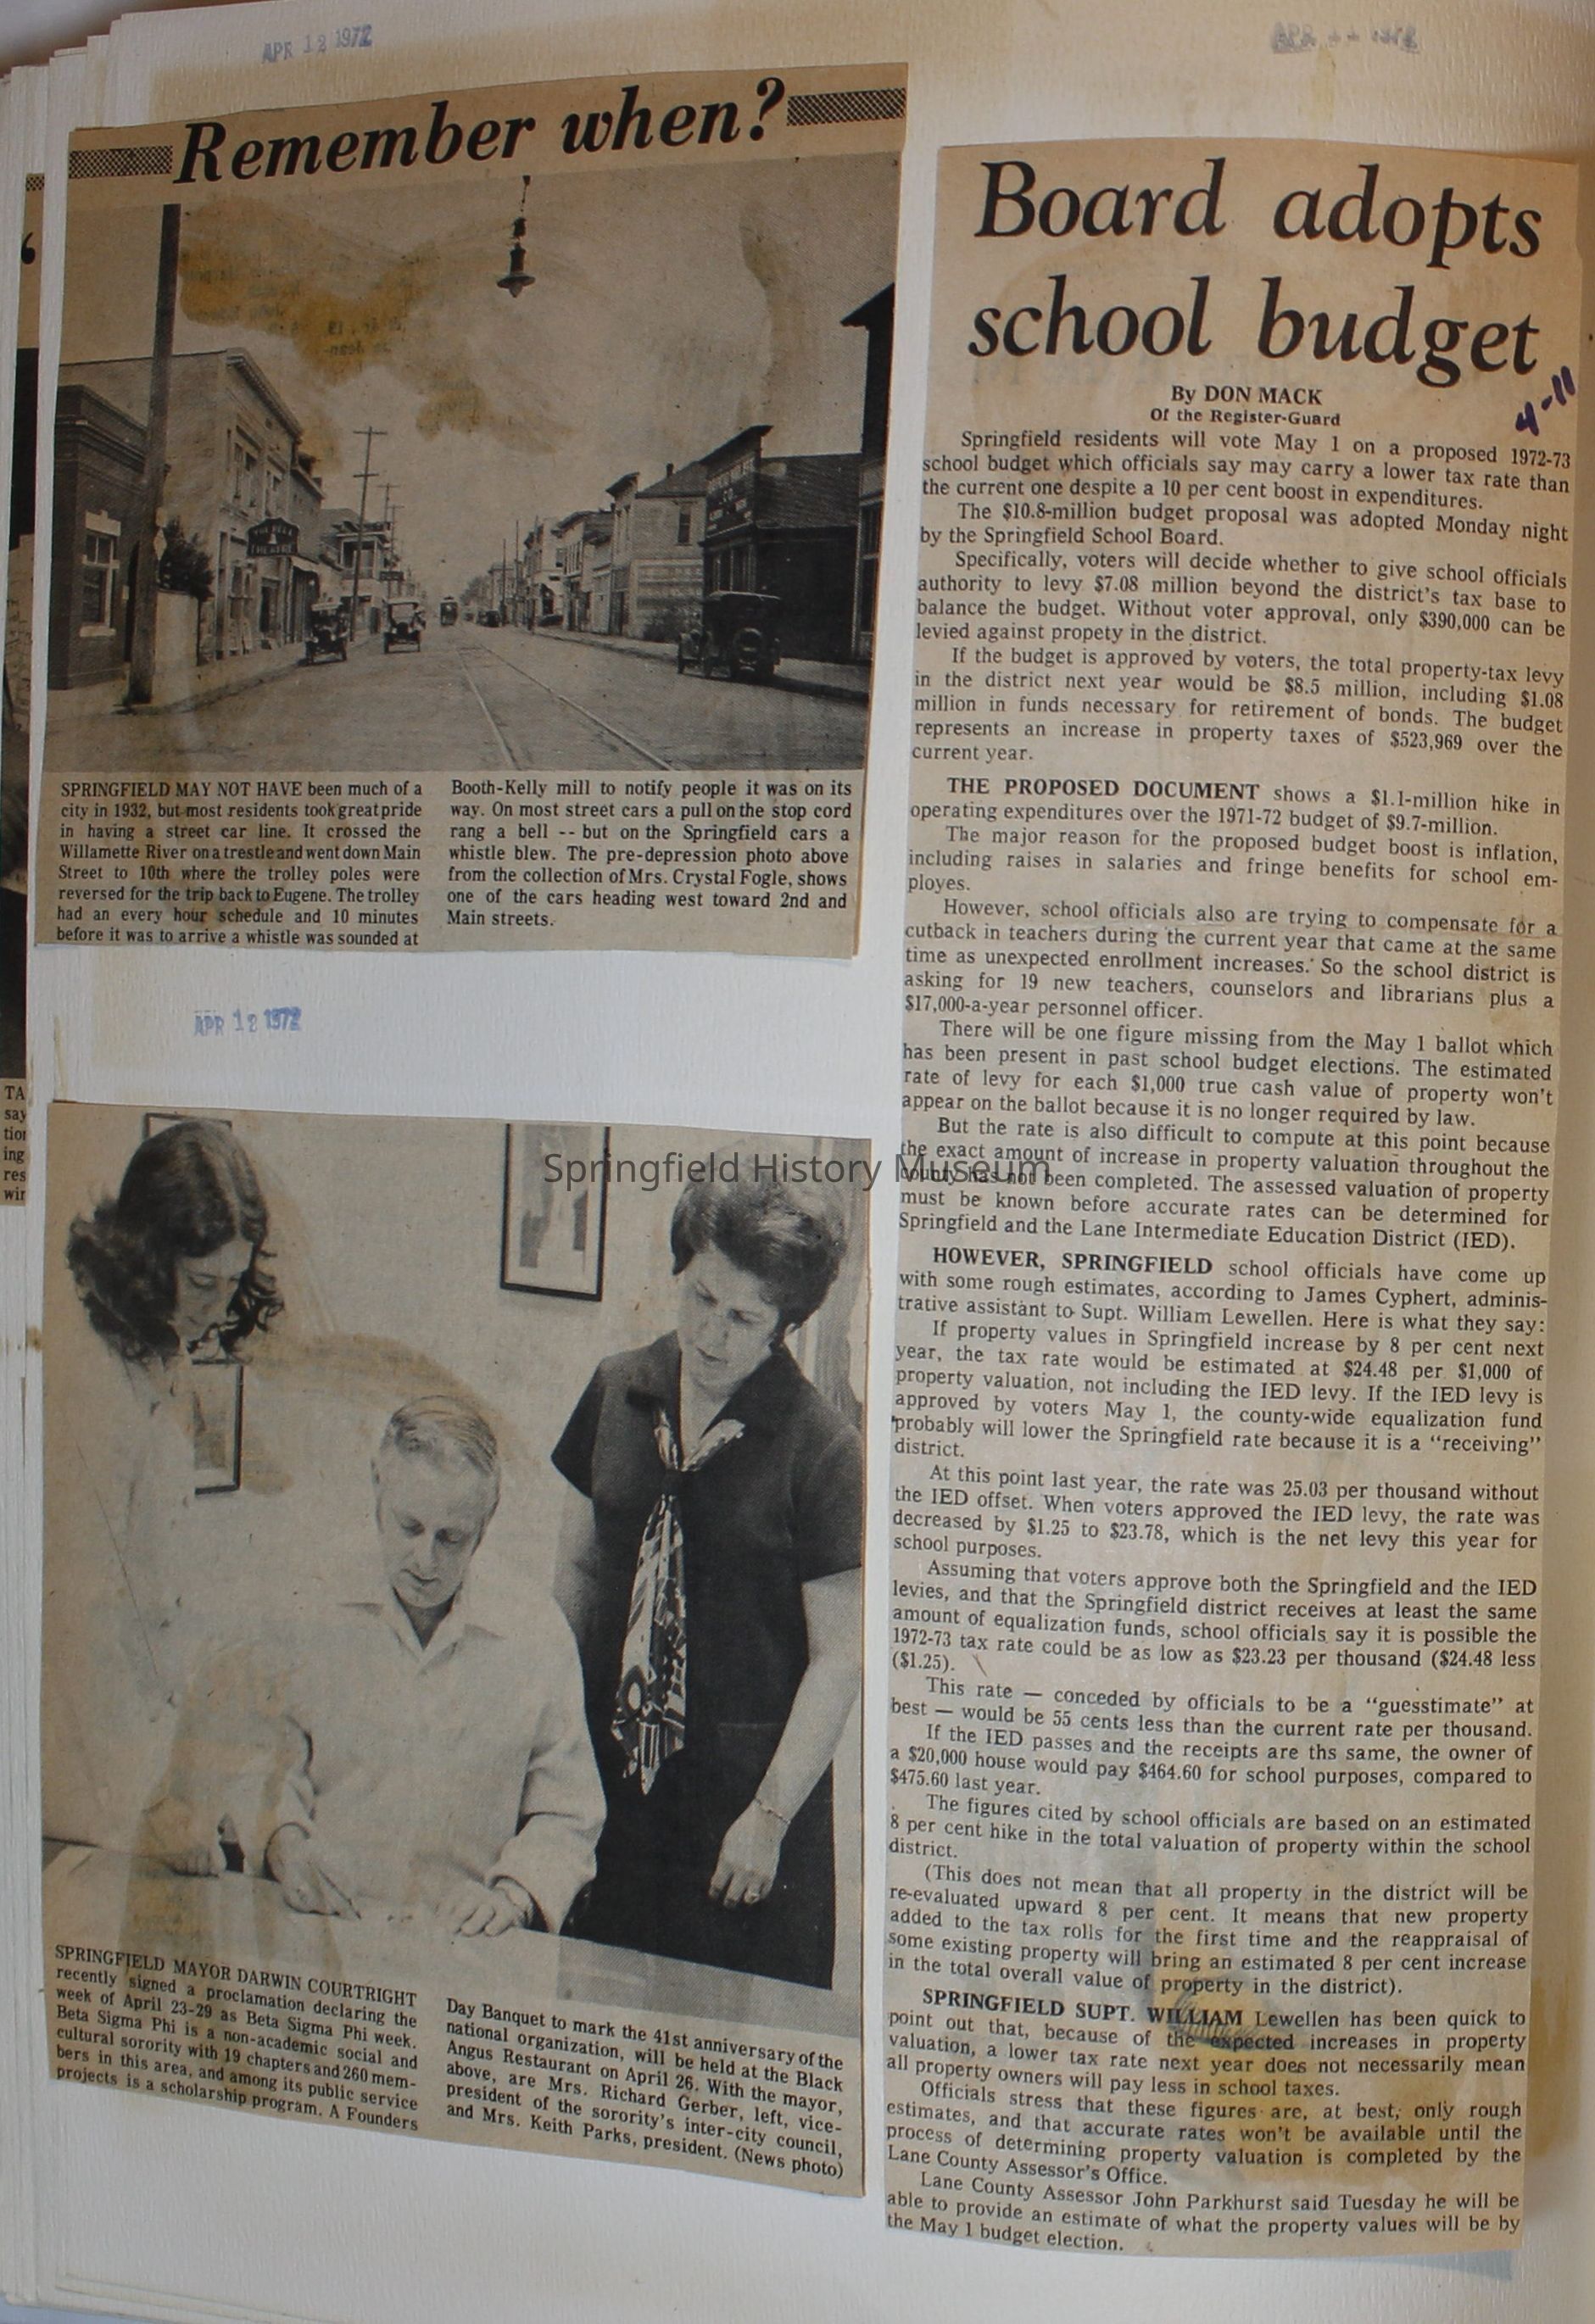 APR 12 1972
Remember when?
SPRINGFIELD MAY NOT HAVE been much of a
city in 1932, but most residents took great pride
in having a street car line. It crossed the
Willamette River on a trestle and went down Main
Street to 10th where the trolley poles were
reversed for the trip back to Eugene. The trolley
had an every hour schedule and 10 minutes
before it was to arrive a whistle was sounded at
Booth-Kelly mill to notify people it was on its
way. On most street cars a pull on the stop cord
rang a bell -- but on the Springfield cars a
whistle blew. The pre-depression photo above
from the collection of Mrs. Crystal Fogle, shows
one of the cars heading west toward 2nd and
Main streets.
APR 12 1972
SPRINGFIELD MAYOR DARWIN COURTRIGHT
recently signed a proclamation declaring the
week of April 23-29 as Beta Sigma Phi week.
Beta Sigma Phi is a non-academic social and
cultural sorority with 19 chapters and 260 mem-
bers in this area, and among its public service
projects is a scholarship program. A Founders
Day Banquet to mark the 41st anniversary of the
national organization, will be held at the Black
Angus Restaurant on April 26. With the mayor,
above, are Mrs. Richard Gerber, left, vice-
president of the sorority's inter-city council,
and Mrs. Keith Parks, president. (News photo)
TA
say
tion
ing
res
win
APR
Board adopts
school budget
4-11
By DON MACK
Of the Register-Guard
Springfield residents will vote May 1 on a proposed 1972-73
school budget which officials say may carry a lower tax rate than
the current one despite a 10 per cent boost in expenditures.
The $10.8-million budget proposal was adopted Monday night
by the Springfield School Board.
Specifically, voters will decide whether to give school officials
authority to levy $7.08 million beyond the district's tax base to
balance the budget. Without voter approval, only $390,000 can be
levied against propety in the district.
If the budget is approved by voters, the total property-tax levy
in the district next year would be $8.5 million, including $1.08
million in funds necessary for retirement of bonds. The budget
represents an increase in property taxes of $523,969 over the
current year.
THE PROPOSED DOCUMENT shows a $1.1-million hike in
operating expenditures over the 1971-72 budget of $9.7-million.
The major reason for the proposed budget boost is inflation,
including raises in salaries and fringe benefits for school em-
ployes.
However, school officials also are trying to compensate for a
cutback in teachers during the current year that came at the same
time as unexpected enrollment increases. So the school district is
asking for 19 new teachers, counselors and librarians plus a
$17,000-a-year personnel officer.
There will be one figure missing from the May 1 ballot which
has been present in past school budget elections. The estimated
rate of levy for each $1,000 true cash value of property won't
appear on the ballot because it is no longer required by law.
But the rate is also difficult to compute at this point because
the exact amount of increase in property valuation throughout the
county has not been completed. The assessed valuation of property
must be known before accurate rates can be determined for
Springfield and the Lane Intermediate Education District (IED).
HOWEVER, SPRINGFIELD school officials have come up
with some rough estimates, according to James Cyphert, adminis-
trative assistant to Supt. William Lewellen. Here is what they say:
If property values in Springfield increase by 8 per cent next
year, the tax rate would be estimated at $24.48 per $1,000 of
property valuation, not including the IED levy. If the IED levy is
approved by voters May 1, the county-wide equalization fund
probably will lower the Springfield rate because it is a "receiving"
district.
At this point last year, the rate was 25.03 per thousand without
the IED offset. When voters approved the IED levy, the rate was
decreased by $1.25 to $23.78, which is the net levy this year for
school purposes.
Assuming that voters approve both the Springfield and the IED
levies, and that the Springfield district receives at least the same
amount of equalization funds, school officials say it is possible the
1972-73 tax rate could be as low as $23.23 per thousand ($24.48 less
($1.25).
This rate — conceded by officials to be a "guesstimate" at
best — would be 55 cents less than the current rate per thousand.
If the IED passes and the receipts are ths same, the owner of
a $20,000 house would pay $464.60 for school purposes, compared to
$475.60 last year.
The figures cited by school officials are based on an estimated
8 per cent hike in the total valuation of property within the school
district.
(This does not mean that all property in the district will be
re-evaluated upward 8 per cent. It means that new property
added to the tax rolls for the first time and the reappraisal of
some existing property will bring an estimated 8 per cent increase
in the total overall value of property in the district).
SPRINGFIELD SUPT. WILLIAM Lewellen has been quick to
point out that, because of the expected increases in property
valuation, a lower tax rate next year does not necessarily mean
all property owners will pay less in school taxes.
Officials stress that these figures are, at best, only rough
estimates, and that accurate rates won't be available until the
process of determining property valuation is completed by the
Lane County Assessor's Office.
Lane County Assessor John Parkhurst said Tuesday he will be
able to provide an estimate of what the property values will be by
the May 1 budget election.
Springfield History Museum